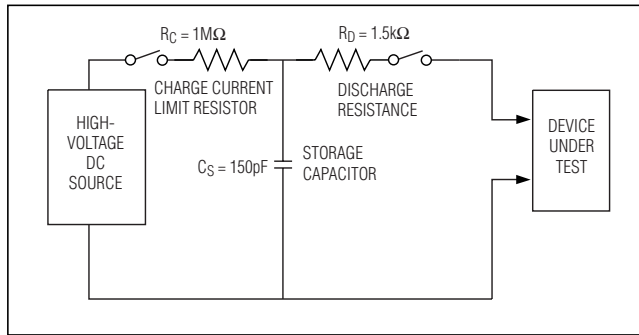 R_C = 1MΩ
R_D = 1.5kΩ
CHARGE CURRENT
LIMIT RESISTOR
DISCHARGE
RESISTANCE
HIGH-
VOLTAGE
DC
SOURCE
C_S = 150pF
STORAGE
CAPACITOR
DEVICE
UNDER
TEST